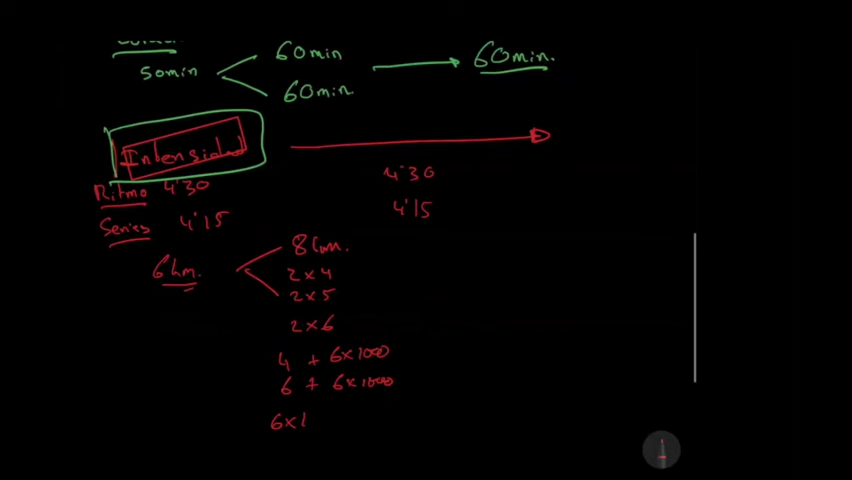 60min
50min
60min.
60min.
Intensidad
Ritmo 4'30
4'30
Series 4'15
4'15
6km.
8km.
2x4
2x5
2x6
4 + 6x1000
6 + 6x1000
6x1